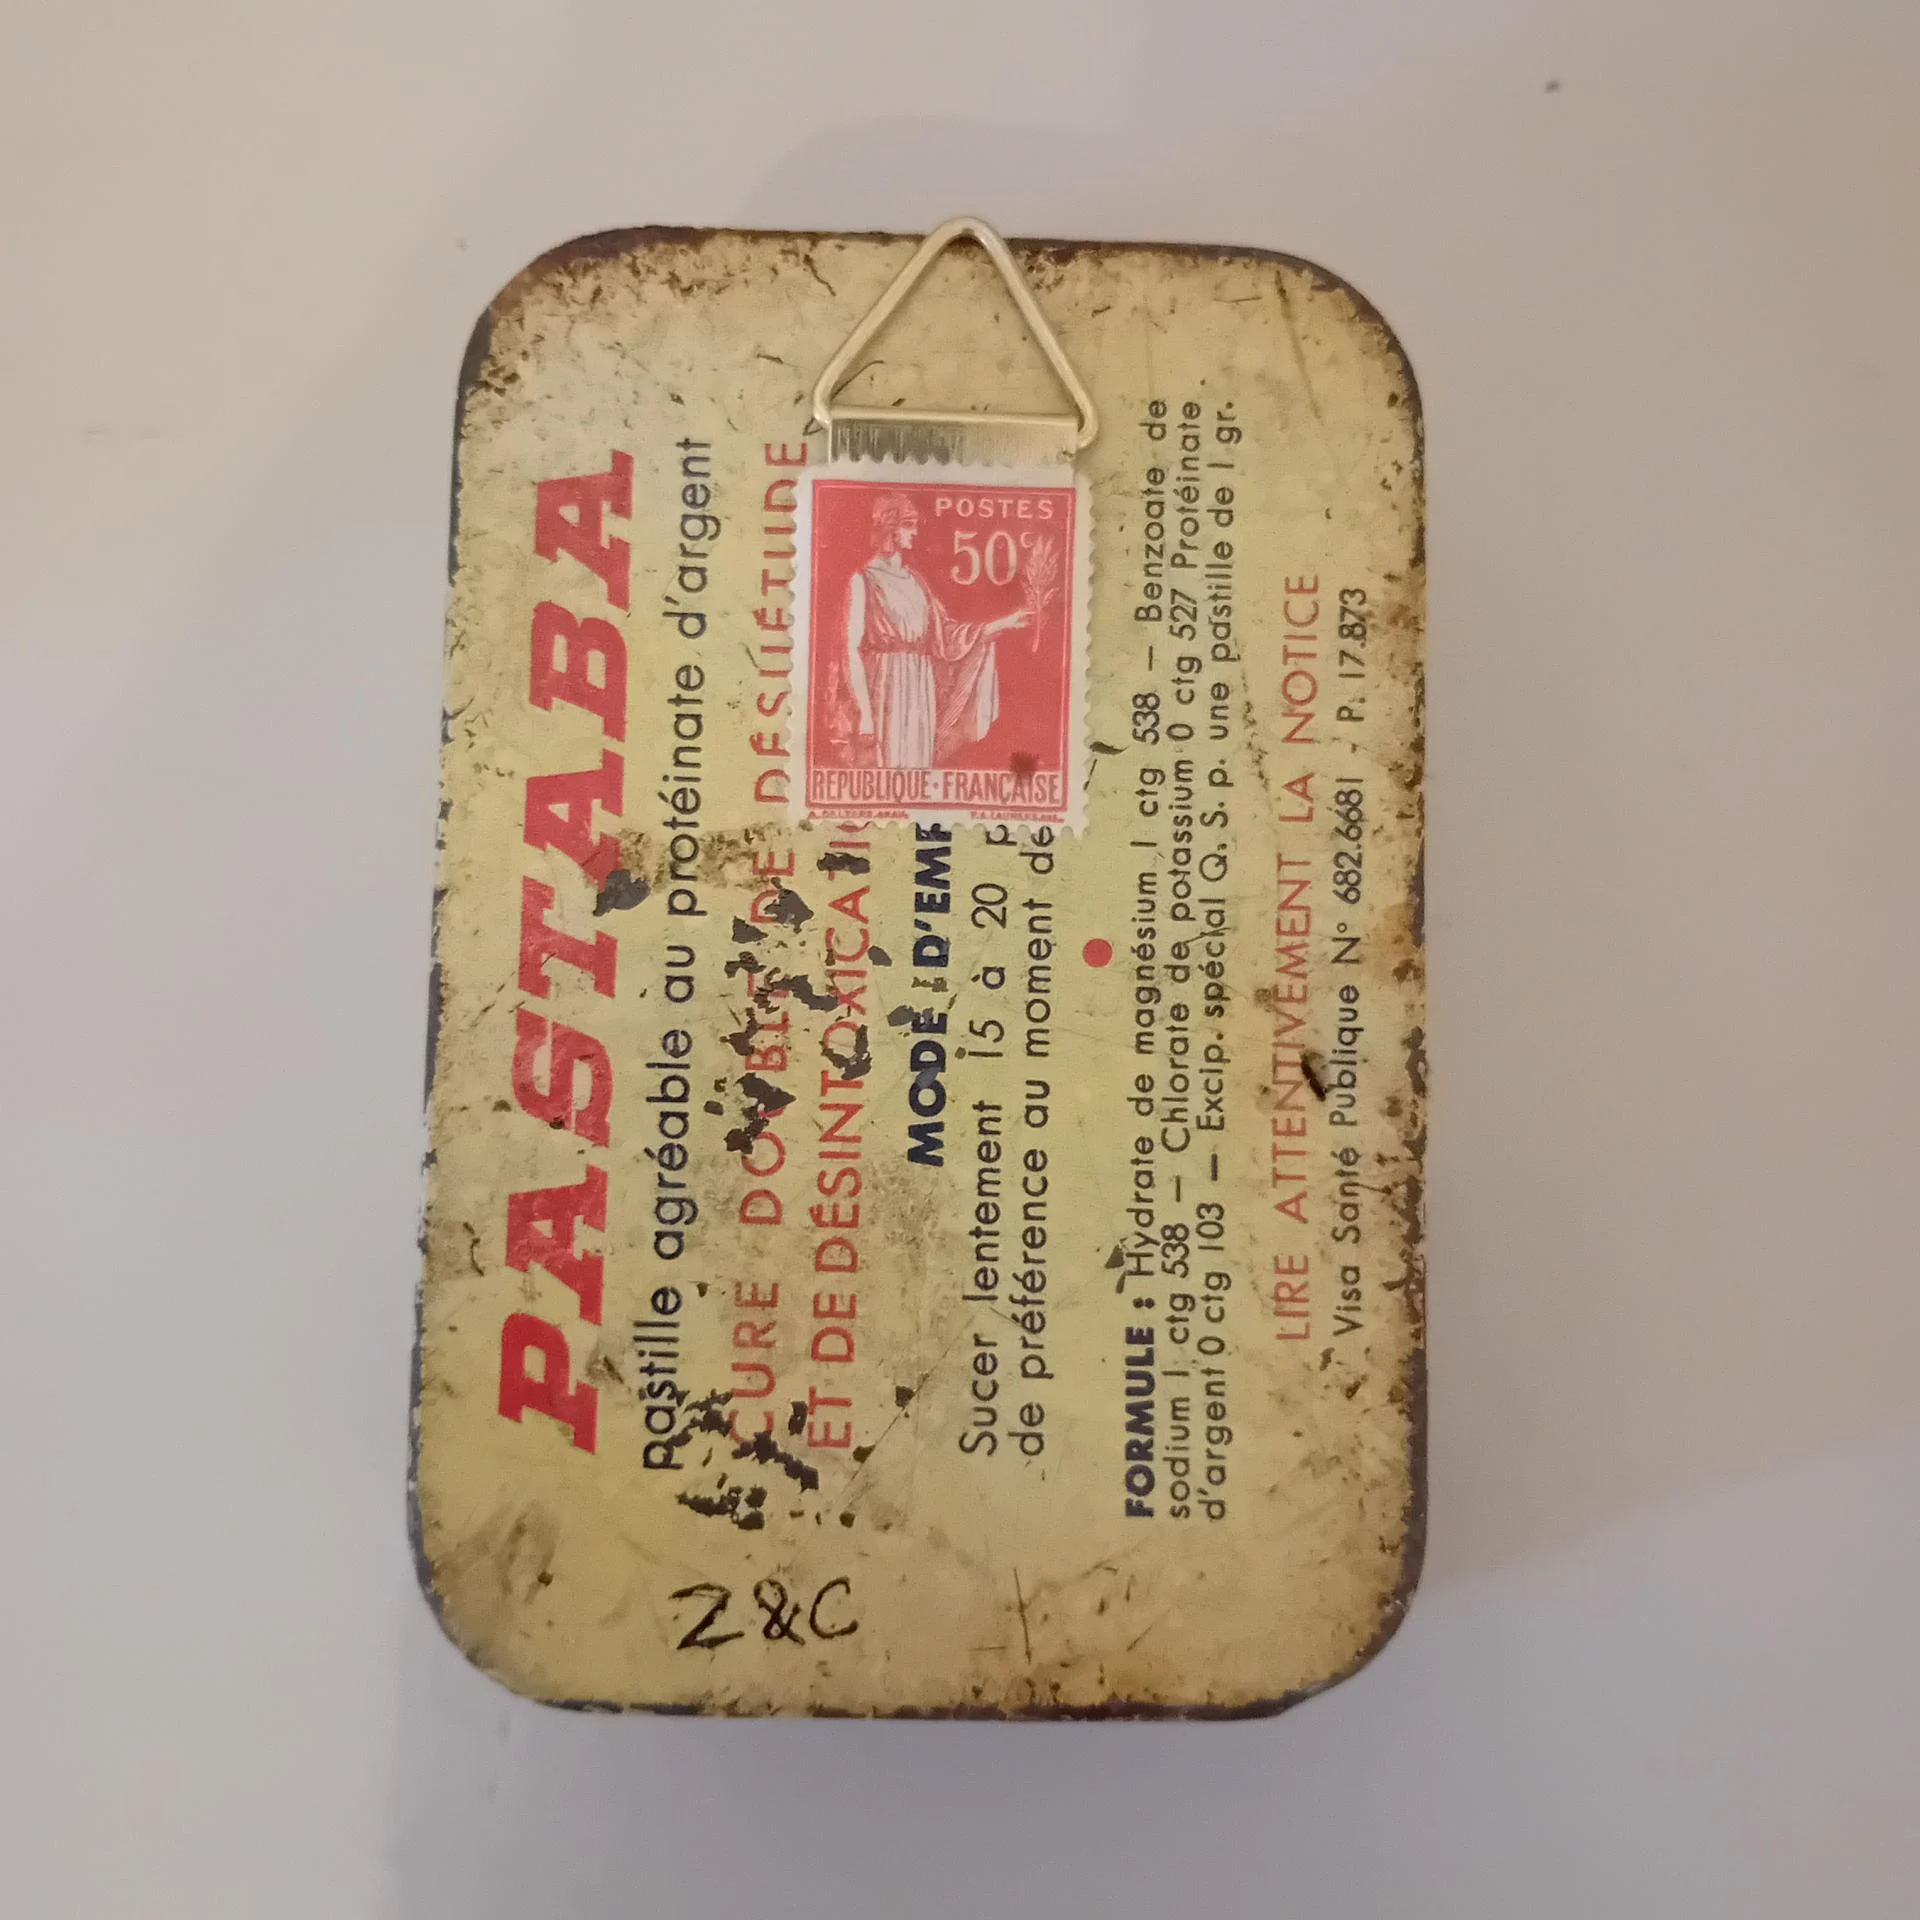 PASTABA
pastille agréable au protéinate d'argent
CURE DOUBLE DE DÉSUÉTUDE
ET DE DÉSINTOXICATI
MODE D'EMP
Sucer lentement 15 à 20 p
de préférence au moment de
FORMULE : Hydrate de magnésium 1 ctg 538 – Benzoate de
sodium 1 ctg 538 – Chlorate de potassium 0 ctg 527 Protéinate
d'argent 0 ctg 103 – Excip. spécial Q. S. p. une pastille de 1 gr.
LIRE ATTENTIVEMENT LA NOTICE
Visa Santé Publique N° 682.6681 - P. 17.873
POSTES
50c
REPUBLIQUE·FRANÇAISE
Z&C